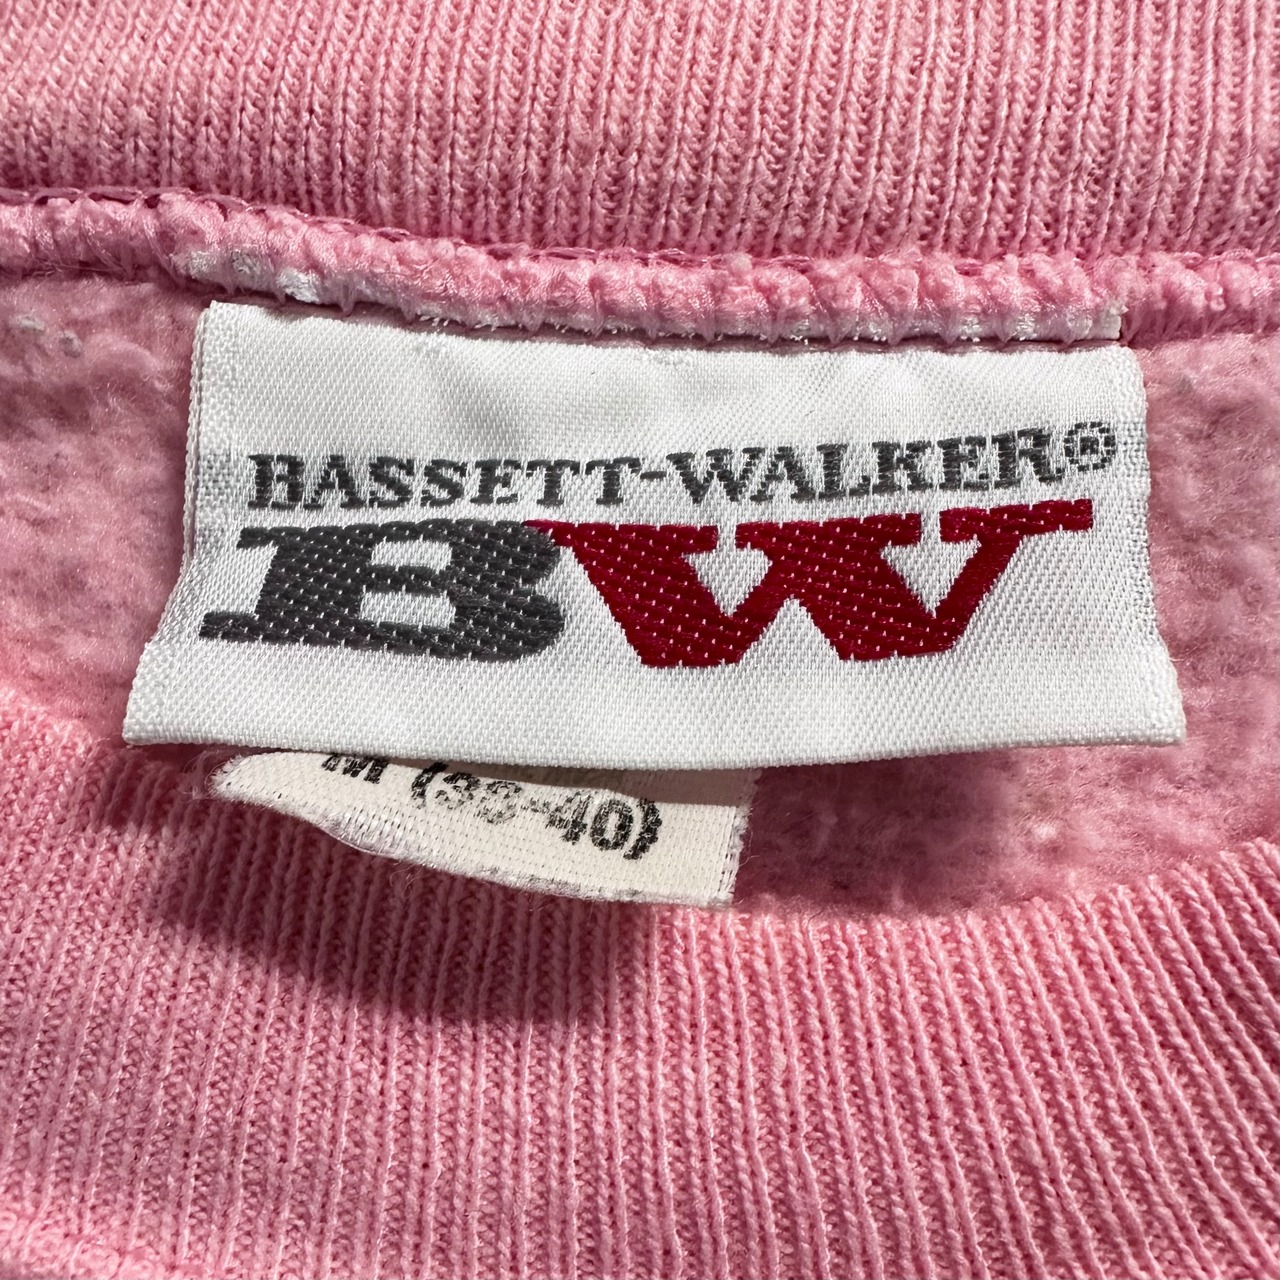 BASSETT-WALKER®
BW
M (38-40)